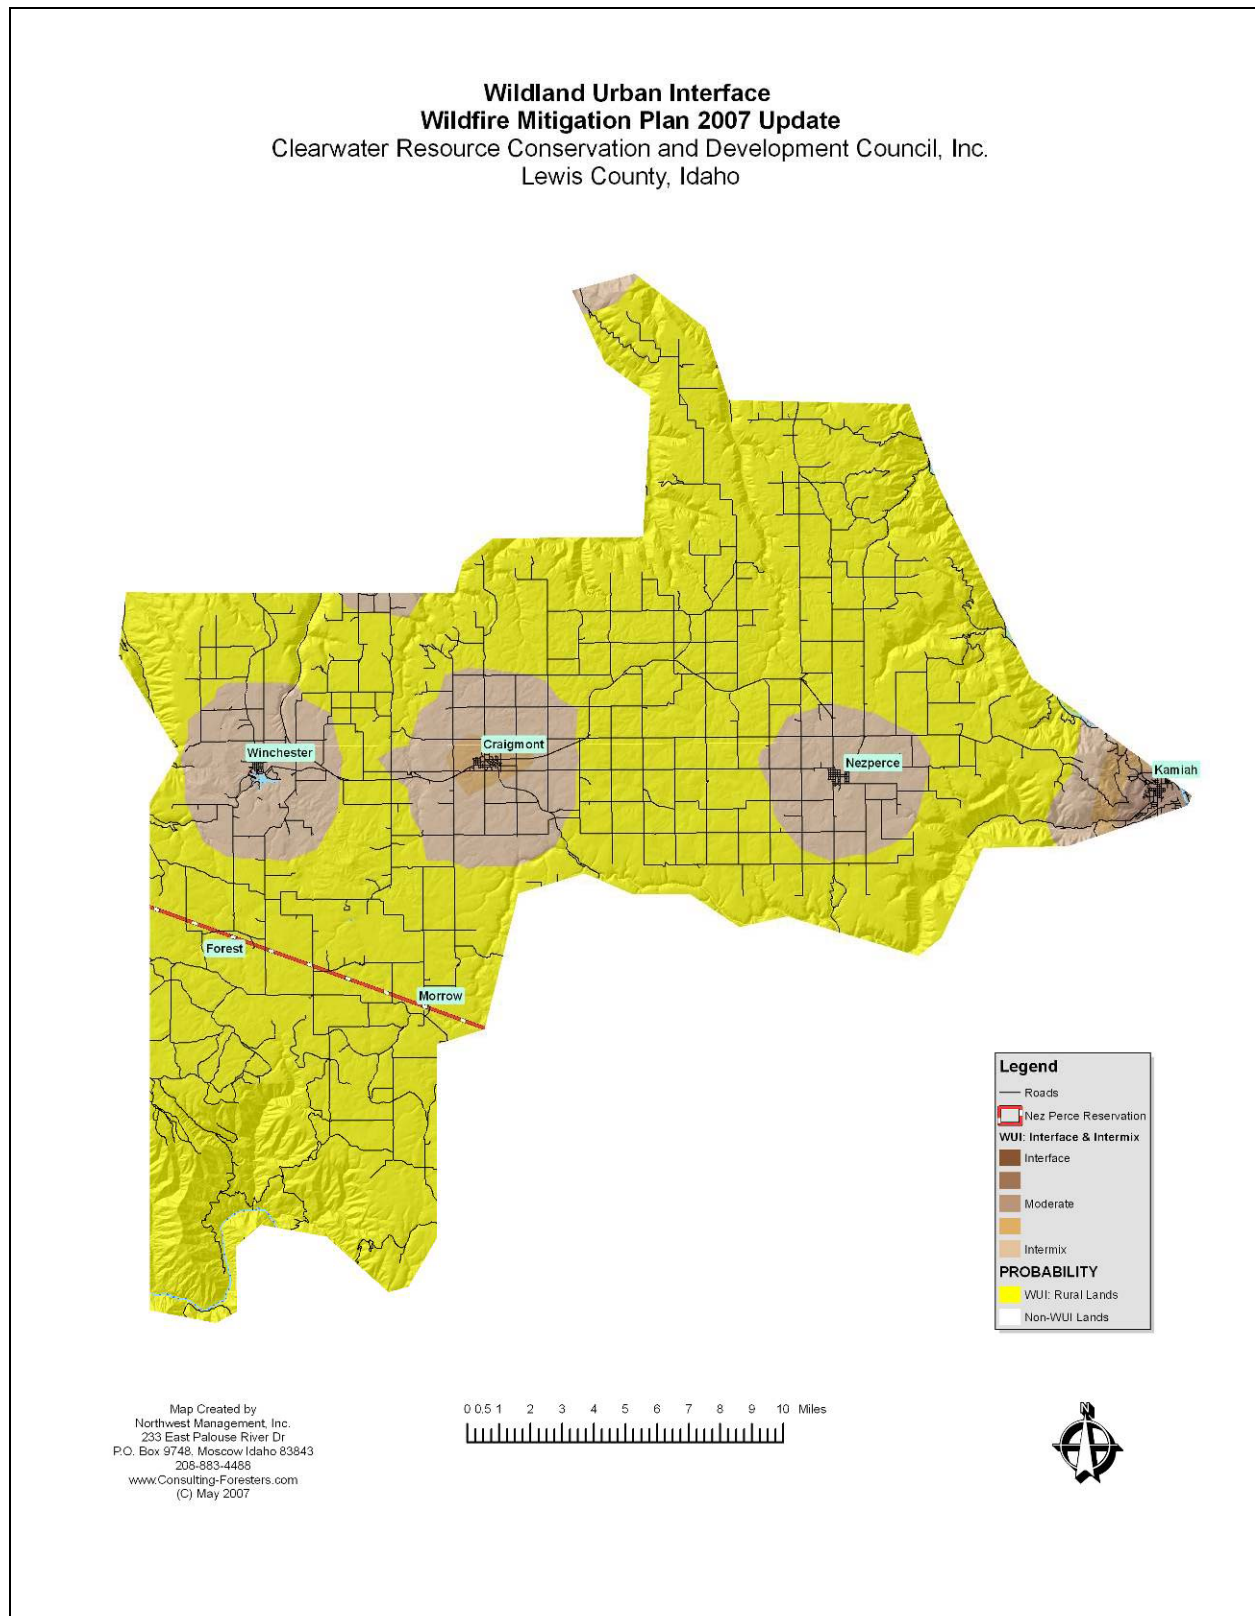 Wildland Urban Interface
Wildfire Mitigation Plan 2007 Update
Clearwater Resource Conservation and Development Council, Inc.
Lewis County, Idaho
Winchester
Craigmont
Nezperce
Kamiah
Forest
Morrow
Legend
Roads
Nez Perce Reservation
WUI: Interface & Intermix
Interface
Moderate
Intermix
PROBABILITY
WUI: Rural Lands
Non-WUI Lands
Map Created by
Northwest Management, Inc.
233 East Palouse River Dr
P.O. Box 9748, Moscow Idaho 83843
208-883-4488
www.Consulting-Foresters.com
(C) May 2007
0 0.5 1 2 3 4 5 6 7 8 9 10 Miles
N